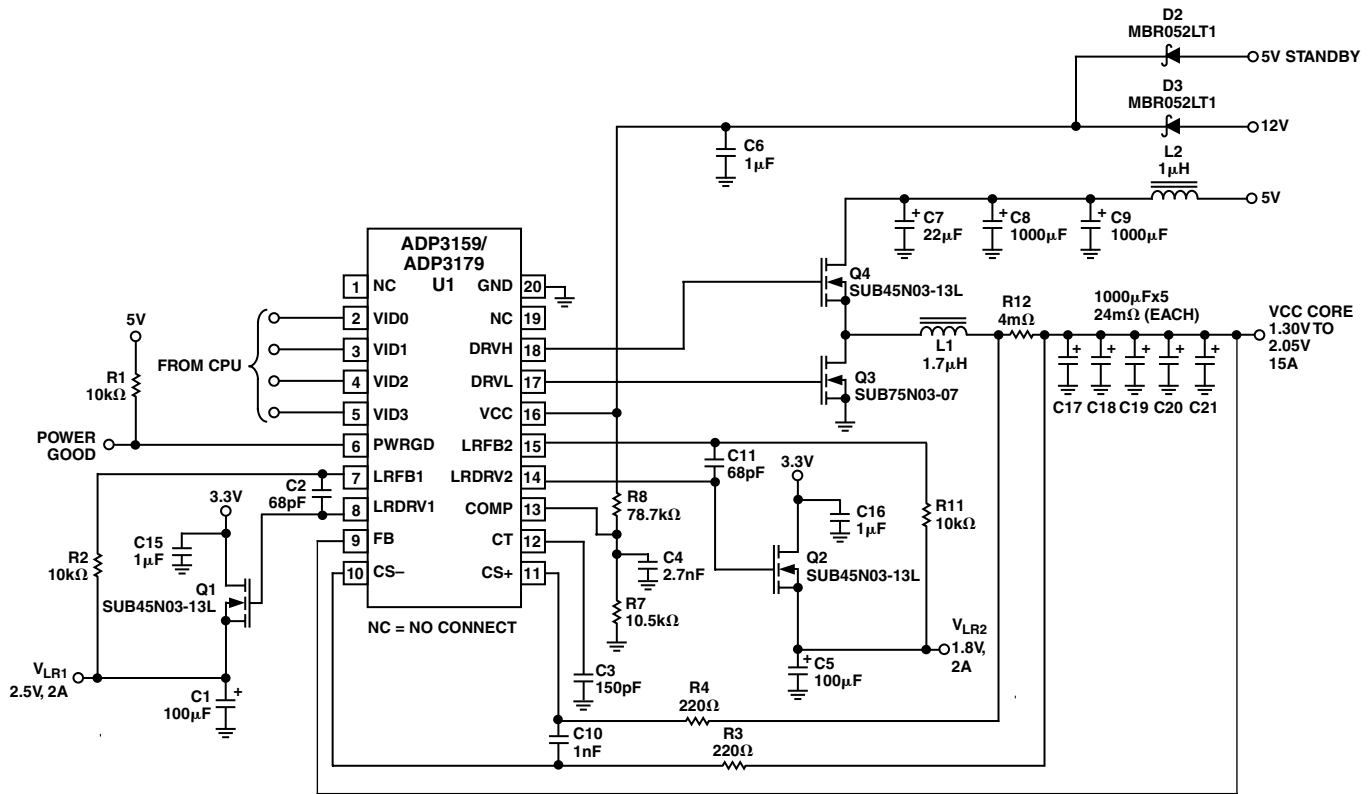 D2
MBR052LT1
5V STANDBY
D3
MBR052LT1
12V
C6
1µF
L2
1µH
5V
C7
22µF
C8
1000µF
C9
1000µF
ADP3159/
ADP3179
U1
1 NC
GND 20
2 VID0
NC 19
3 VID1
DRVH 18
4 VID2
DRVL 17
5 VID3
VCC 16
6 PWRGD
LRFB2 15
7 LRFB1
LRDRV2 14
8 LRDRV1
COMP 13
9 FB
CT 12
10 CS–
CS+ 11
NC = NO CONNECT
5V
FROM CPU
R1
10kΩ
POWER
GOOD
C2
68pF
3.3V
C15
1µF
R2
10kΩ
Q1
SUB45N03-13L
VLR1
2.5V, 2A
C1
100µF
Q4
SUB45N03-13L
R12
4mΩ
1000µFx5
24mΩ (EACH)
VCC CORE
1.30V TO
2.05V
15A
L1
1.7µH
Q3
SUB75N03-07
C17
C18
C19
C20
C21
C11
68pF
3.3V
R8
78.7kΩ
C16
1µF
R11
10kΩ
C4
2.7nF
Q2
SUB45N03-13L
R7
10.5kΩ
VLR2
1.8V,
2A
C5
100µF
C3
150pF
R4
220Ω
C10
1nF
R3
220Ω